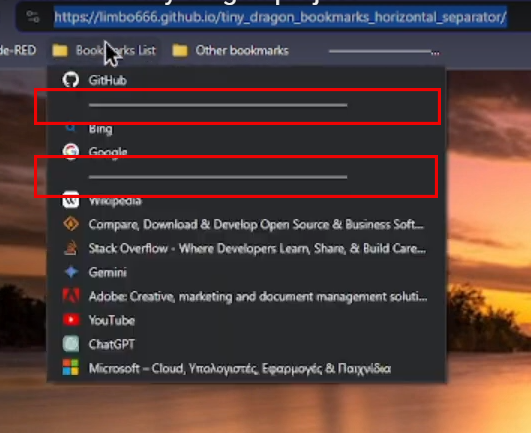 https://limbo666.github.io/tiny_dragon_bookmarks_horizontal_separator/
de-RED Bookmarks List Other bookmarks ...
GitHub
Bing
Google
Wikipedia
Compare, Download & Develop Open Source & Business Soft...
Stack Overflow - Where Developers Learn, Share, & Build Care...
Gemini
Adobe: Creative, marketing and document management soluti...
YouTube
ChatGPT
Microsoft – Cloud, Υπολογιστές, Εφαρμογές & Παιχνίδια